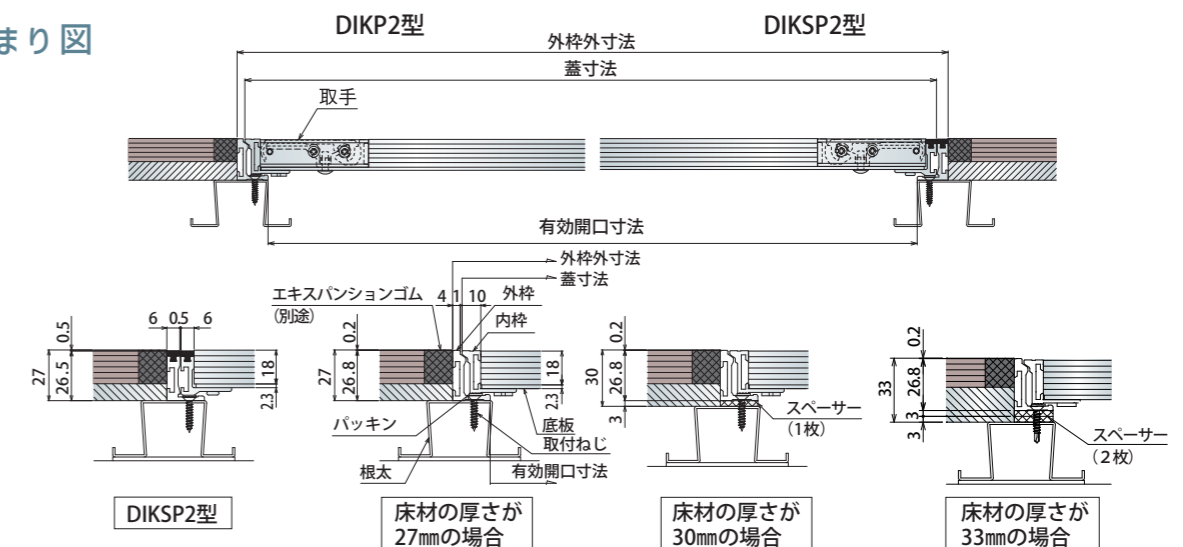 まり図
DIKP2型
DIKSP2型
外枠外寸法
蓋寸法
取手
有効開口寸法
外枠外寸法
蓋寸法
エキスパンションゴム
(別途)
4 1 10
外枠
内枠
6 0.5 6
0.5
27
26.5
18
2.3
0.2
27
26.8
18
2.3
パッキン
根太
底板
取付ねじ
有効開口寸法
0.2
30
26.8
3
スペーサー
(1枚)
0.2
33
26.8
3
3
スペーサー
(2枚)
DIKSP2型
床材の厚さが
27㎜の場合
床材の厚さが
30㎜の場合
床材の厚さが
33㎜の場合